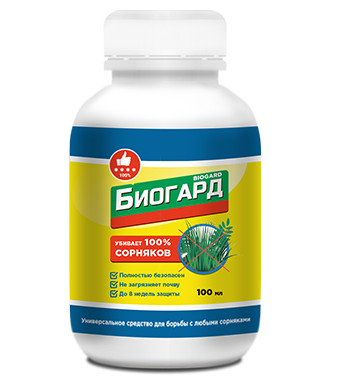 100%
BIOGARD
БИОГАРД
УБИВАЕТ 100%
СОРНЯКОВ
Полностью безопасен
Не загрязняет почву
До 8 недель защиты
100 мл
Универсальное средство для борьбы с любыми сорняками